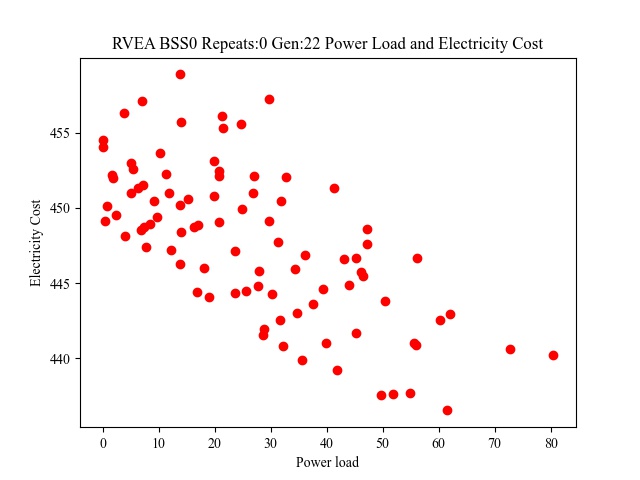 RVEA BSS0 Repeats:0 Gen:22 Power Load and Electricity Cost
455
450
445
440
Electricity Cost
0 10 20 30 40 50 60 70 80
Power load